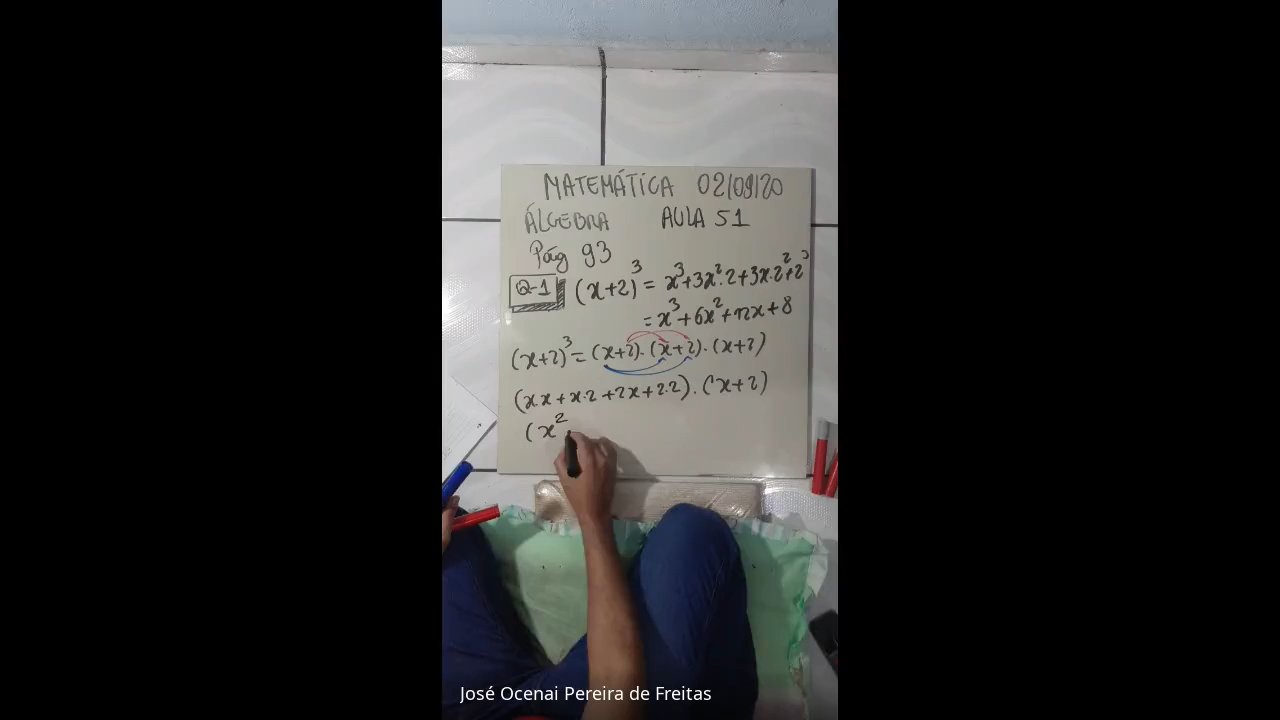 MATEMÁTICA 02/09/20
ÁLGEBRA AULA 51
Pág 93
Q-1 (x+2)³ = x³+3x²·2+3x·2²+2³
= x³+6x²+12x+8
(x+2)³ = (x+2)·(x+2)·(x+2)
(xx+x·2+2x+2·2)·(x+2)
(x²
José Ocenai Pereira de Freitas